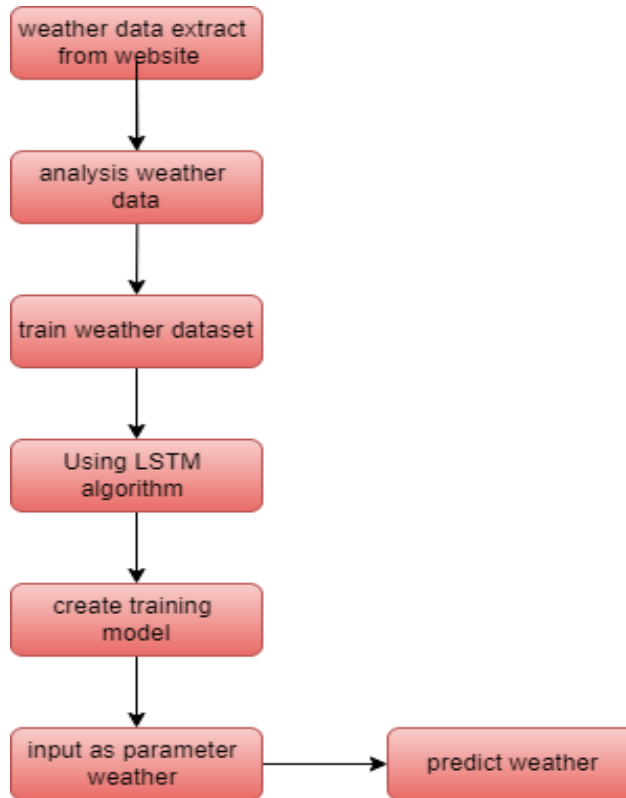 weather data extract
from website
analysis weather
data
train weather dataset
Using LSTM
algorithm
create training
model
input as parameter
weather
predict weather